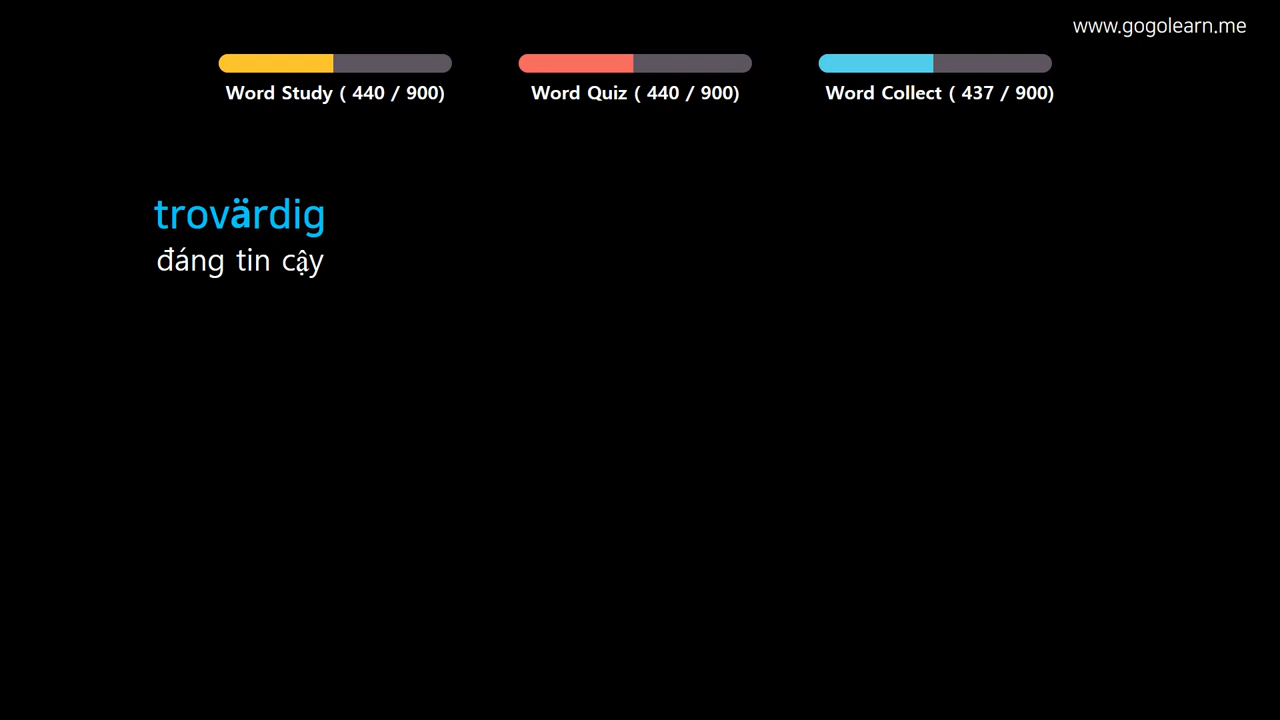 www.gogolearn.me
Word Study ( 440 / 900)
Word Quiz ( 440 / 900)
Word Collect ( 437 / 900)
trovärdig
đáng tin cậy